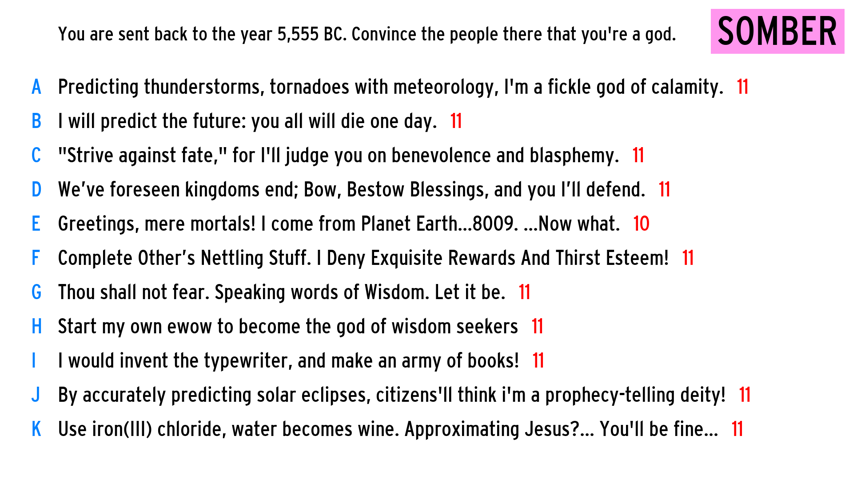 You are sent back to the year 5,555 BC. Convince the people there that you're a god. SOMBER
A Predicting thunderstorms, tornadoes with meteorology, I'm a fickle god of calamity. 11
B I will predict the future: you all will die one day. 11
C "Strive against fate," for I'll judge you on benevolence and blasphemy. 11
D We've foreseen kingdoms end; Bow, Bestow Blessings, and you I'll defend. 11
E Greetings, mere mortals! I come from Planet Earth...8009. ...Now what. 10
F Complete Other's Nettling Stuff. I Deny Exquisite Rewards And Thirst Esteem! 11
G Thou shall not fear. Speaking words of Wisdom. Let it be. 11
H Start my own ewow to become the god of wisdom seekers 11
I I would invent the typewriter, and make an army of books! 11
J By accurately predicting solar eclipses, citizens'll think i'm a prophecy-telling deity! 11
K Use iron(III) chloride, water becomes wine. Approximating Jesus?... You'll be fine... 11